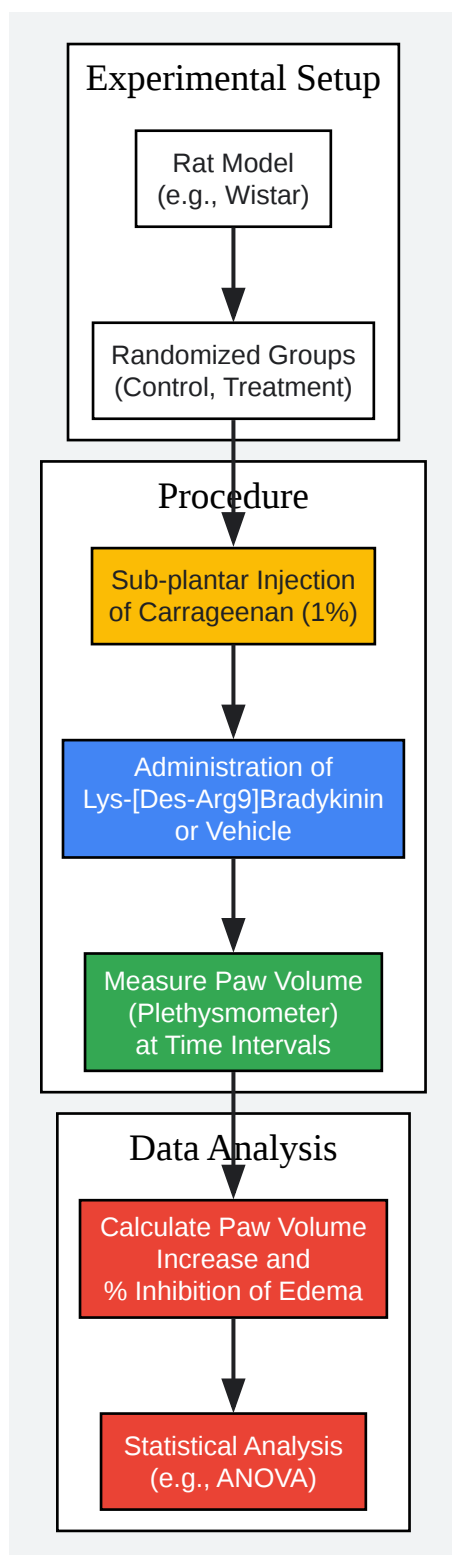 Experimental Setup
Rat Model
(e.g., Wistar)
Randomized Groups
(Control, Treatment)
Procedure
Sub-plantar Injection
of Carrageenan (1%)
Administration of
Lys-[Des-Arg9]Bradykinin
or Vehicle
Measure Paw Volume
(Plethysmometer)
at Time Intervals
Data Analysis
Calculate Paw Volume
Increase and
% Inhibition of Edema
Statistical Analysis
(e.g., ANOVA)